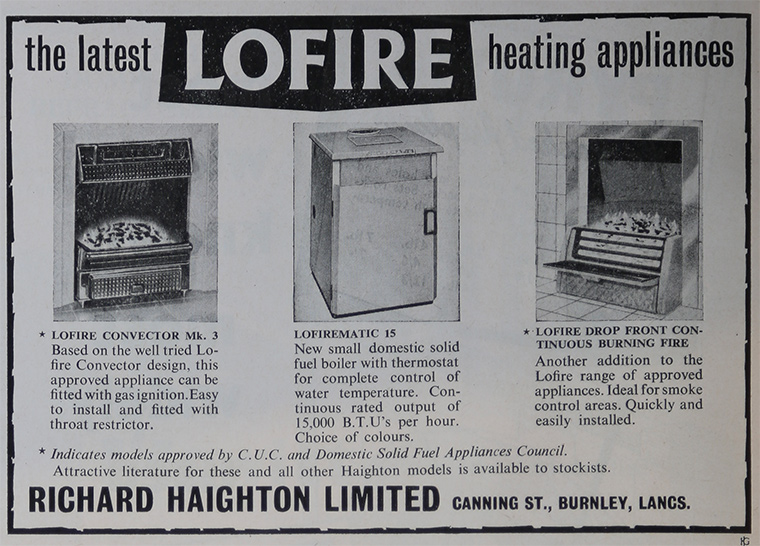 the latest LOFIRE heating appliances
★ LOFIRE CONVECTOR Mk. 3
Based on the well tried Lo-
fire Convector design, this
approved appliance can be
fitted with gas ignition. Easy
to install and fitted with
throat restrictor.
LOFIREMATIC 15
New small domestic solid
fuel boiler with thermostat
for complete control of
water temperature. Con-
tinuous rated output of
15,000 B.T.U's per hour.
Choice of colours.
★ LOFIRE DROP FRONT CON-
TINUOUS BURNING FIRE
Another addition to the
Lofire range of approved
appliances. Ideal for smoke
control areas. Quickly and
easily installed.
★ Indicates models approved by C.U.C. and Domestic Solid Fuel Appliances Council.
Attractive literature for these and all other Haighton models is available to stockists.
RICHARD HAIGHTON LIMITED CANNING ST., BURNLEY, LANCS.